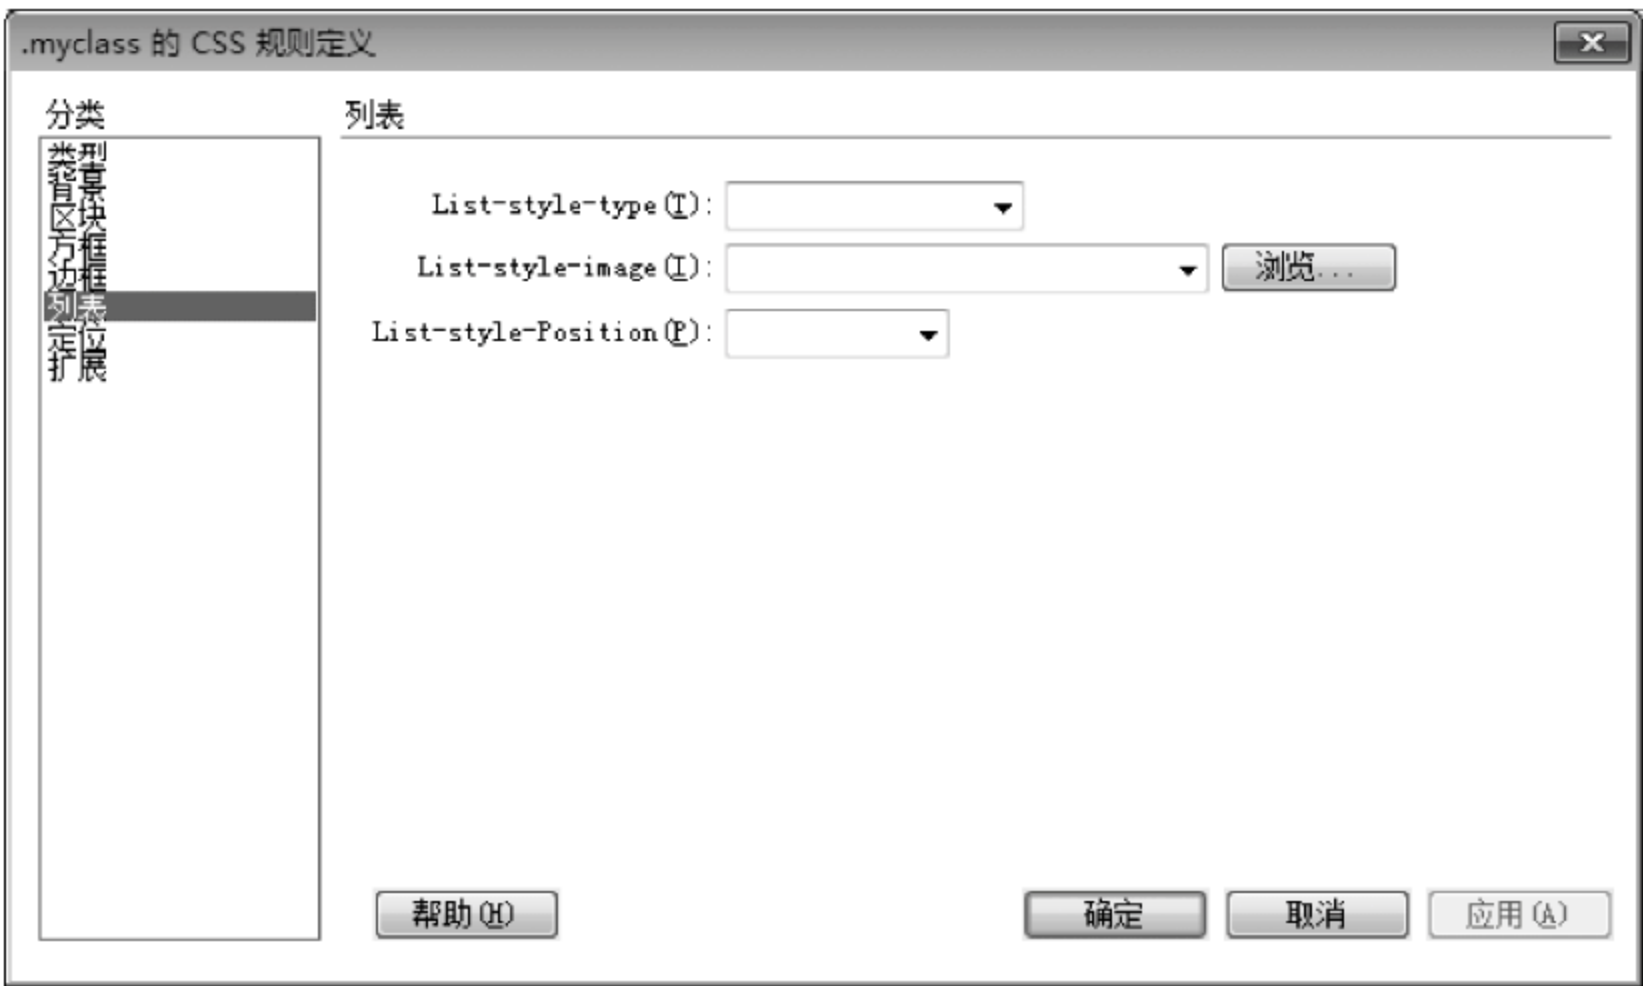 .myclass 的 CSS 规则定义
分类
类型
背景
区块
方框
边框
列表
定位
扩展
列表
List-style-type(T):
List-style-image(I):
浏览...
List-style-Position(P):
帮助(H)
确定
取消
应用(A)